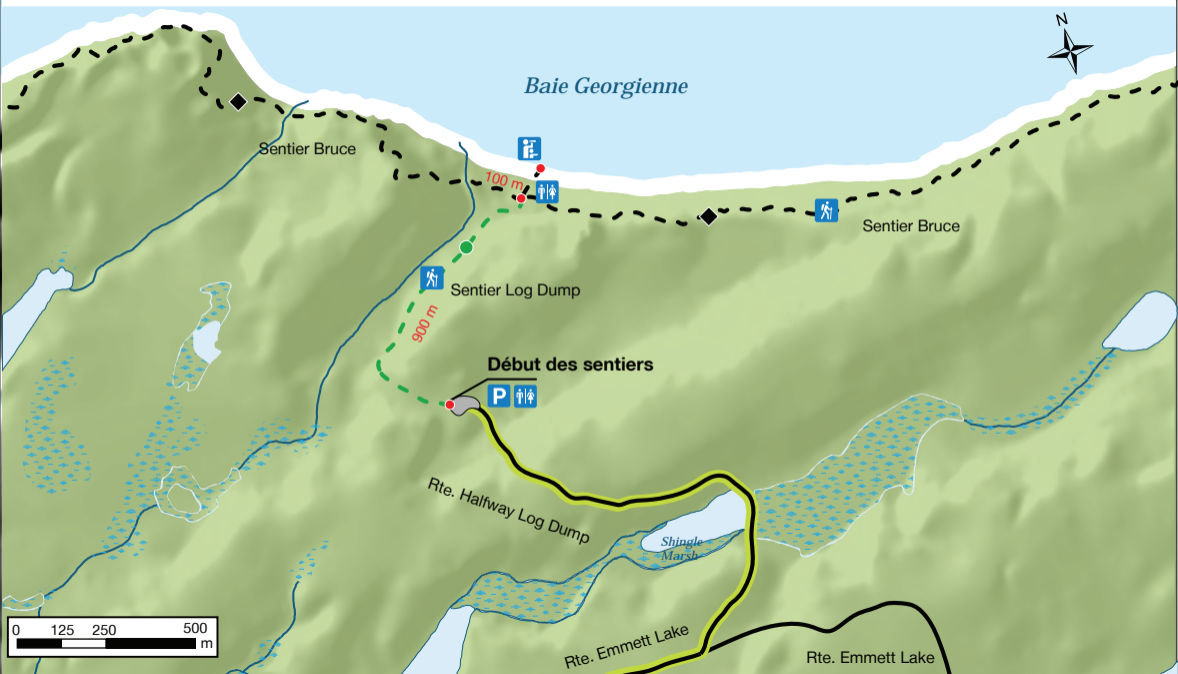 N
Baie Georgienne
Sentier Bruce
100 m
Sentier Bruce
Sentier Log Dump
900 m
Début des sentiers
P
Rte. Halfway Log Dump
Shingle
Marsh
Rte. Emmett Lake
Rte. Emmett Lake
0 125 250 500
m